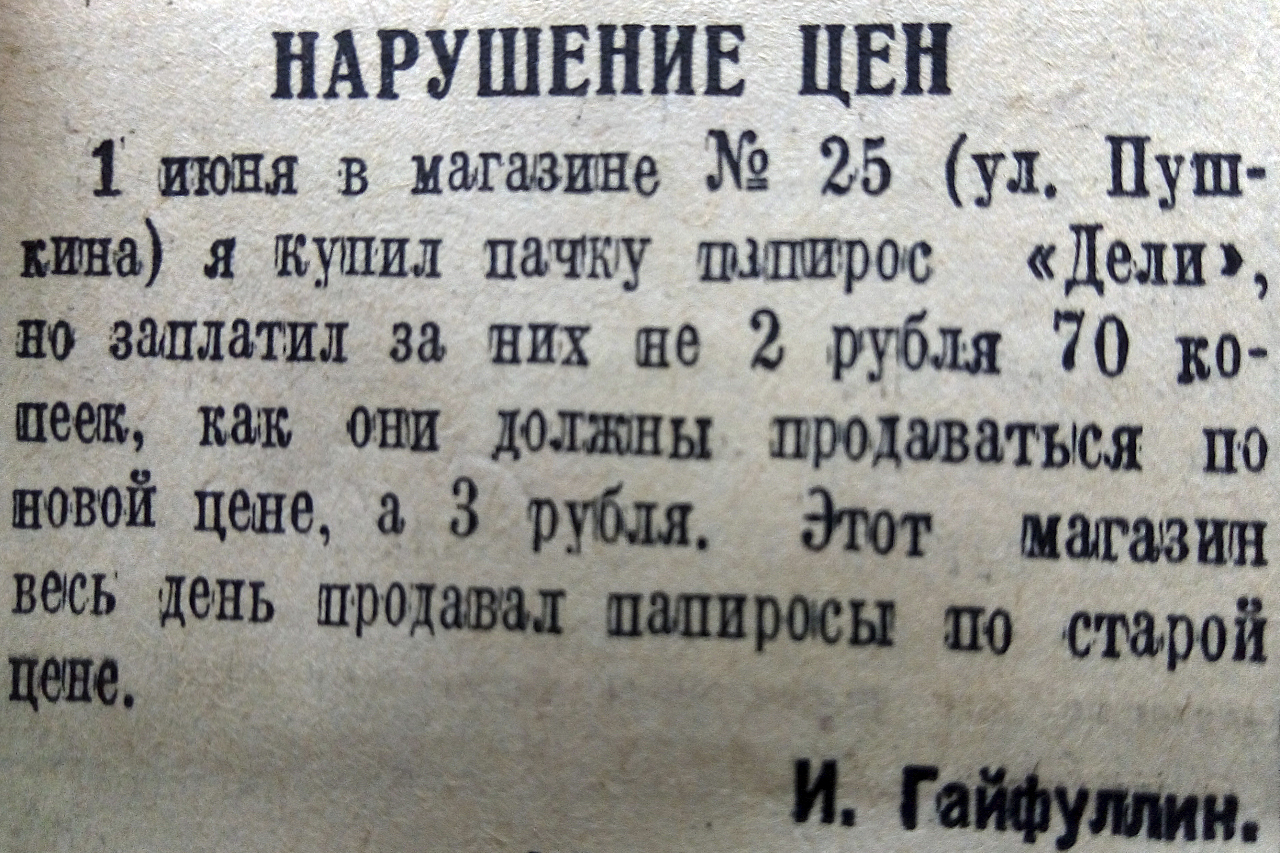 НАРУШЕНИЕ ЦЕН
1 июня в магазине № 25 (ул. Пуш-
кина) я купил пачку папирос «Дели»,
но заплатил за них не 2 рубля 70 ко-
пеек, как они должны продаваться по
новой цене, а 3 рубля. Этот магазин
весь день продавал папиросы по старой
цене.
И. Гайфуллин.